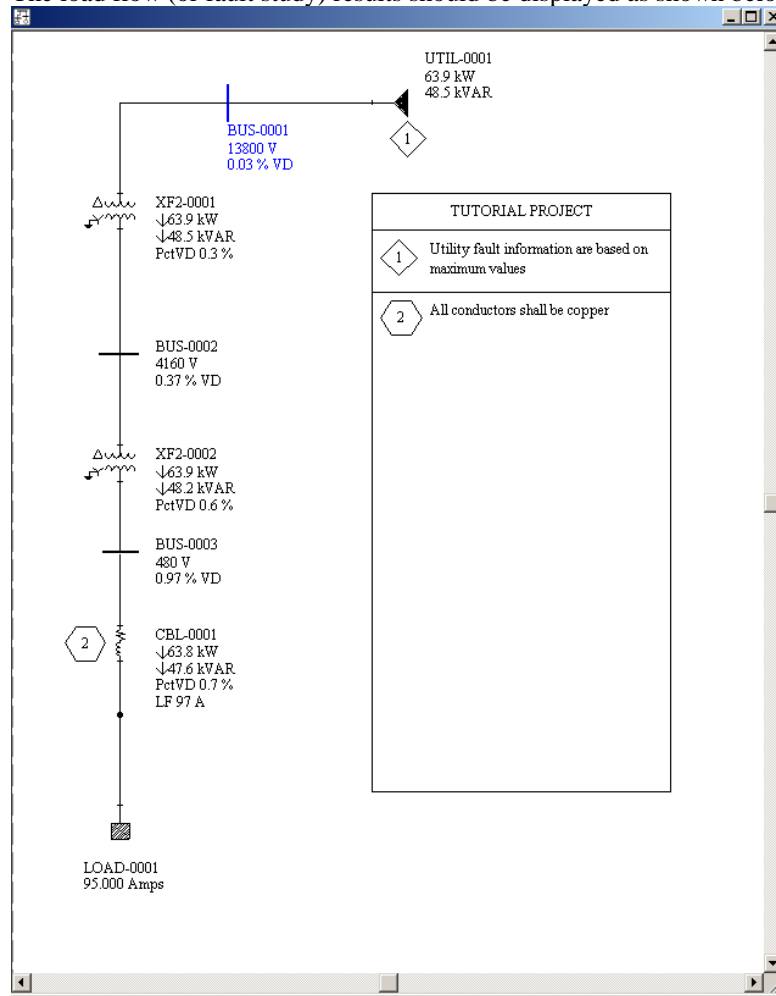 The load flow (or fault study) results should be displayed as shown below
UTIL-0001
63.9 kW
48.5 kVAR
1
BUS-0001
13800 V
0.03 % VD
XF2-0001
↓63.9 kW
↓48.5 kVAR
PctVD 0.3 %
TUTORIAL PROJECT
1
Utility fault information are based on
maximum values
2
All conductors shall be copper
BUS-0002
4160 V
0.37 % VD
XF2-0002
↓63.9 kW
↓48.2 kVAR
PctVD 0.6 %
BUS-0003
480 V
0.97 % VD
2
CBL-0001
↓63.8 kW
↓47.6 kVAR
PctVD 0.7 %
LF 97 A
LOAD-0001
95.000 Amps